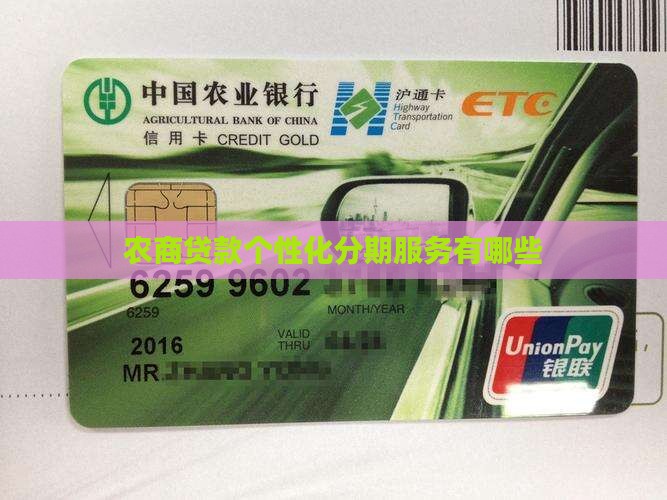 中国农业银行
AGRICULTURAL BANK OF CHINA
信用卡 CREDIT GOLD
沪通卡
Highway
Transportation
Card
ETC
农商贷款个性化分期服务有哪些
6259 9602
6259
MONTH/YEAR
2016
VALID
THRU
MR
UnionPay
银联